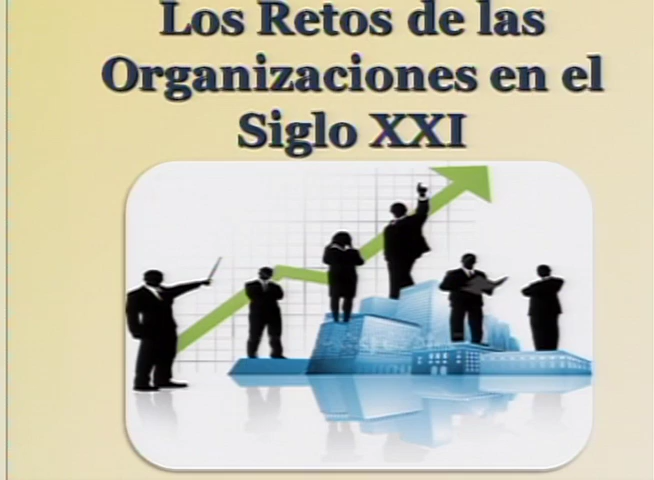 Los Retos de las
Organizaciones en el
Siglo XXI